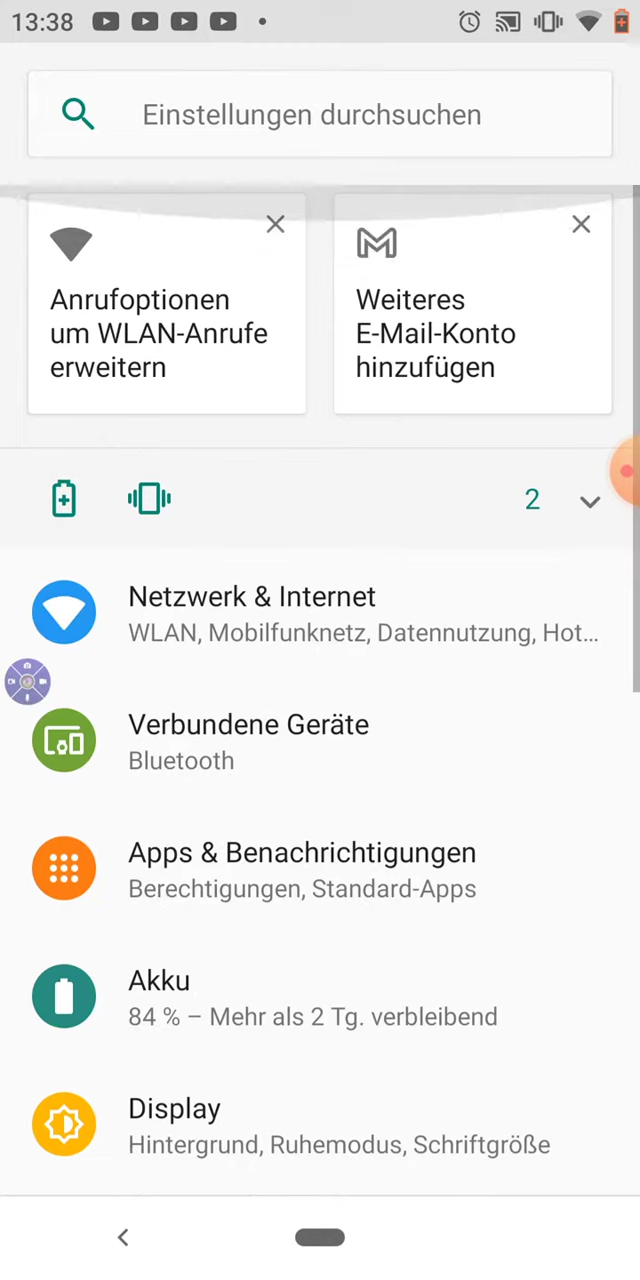 13:38
Einstellungen durchsuchen
Anrufoptionen
um WLAN-Anrufe
erweitern
Weiteres
E-Mail-Konto
hinzufügen
2
Netzwerk & Internet
WLAN, Mobilfunknetz, Datennutzung, Hot…
Verbundene Geräte
Bluetooth
Apps & Benachrichtigungen
Berechtigungen, Standard-Apps
Akku
84 % – Mehr als 2 Tg. verbleibend
Display
Hintergrund, Ruhemodus, Schriftgröße